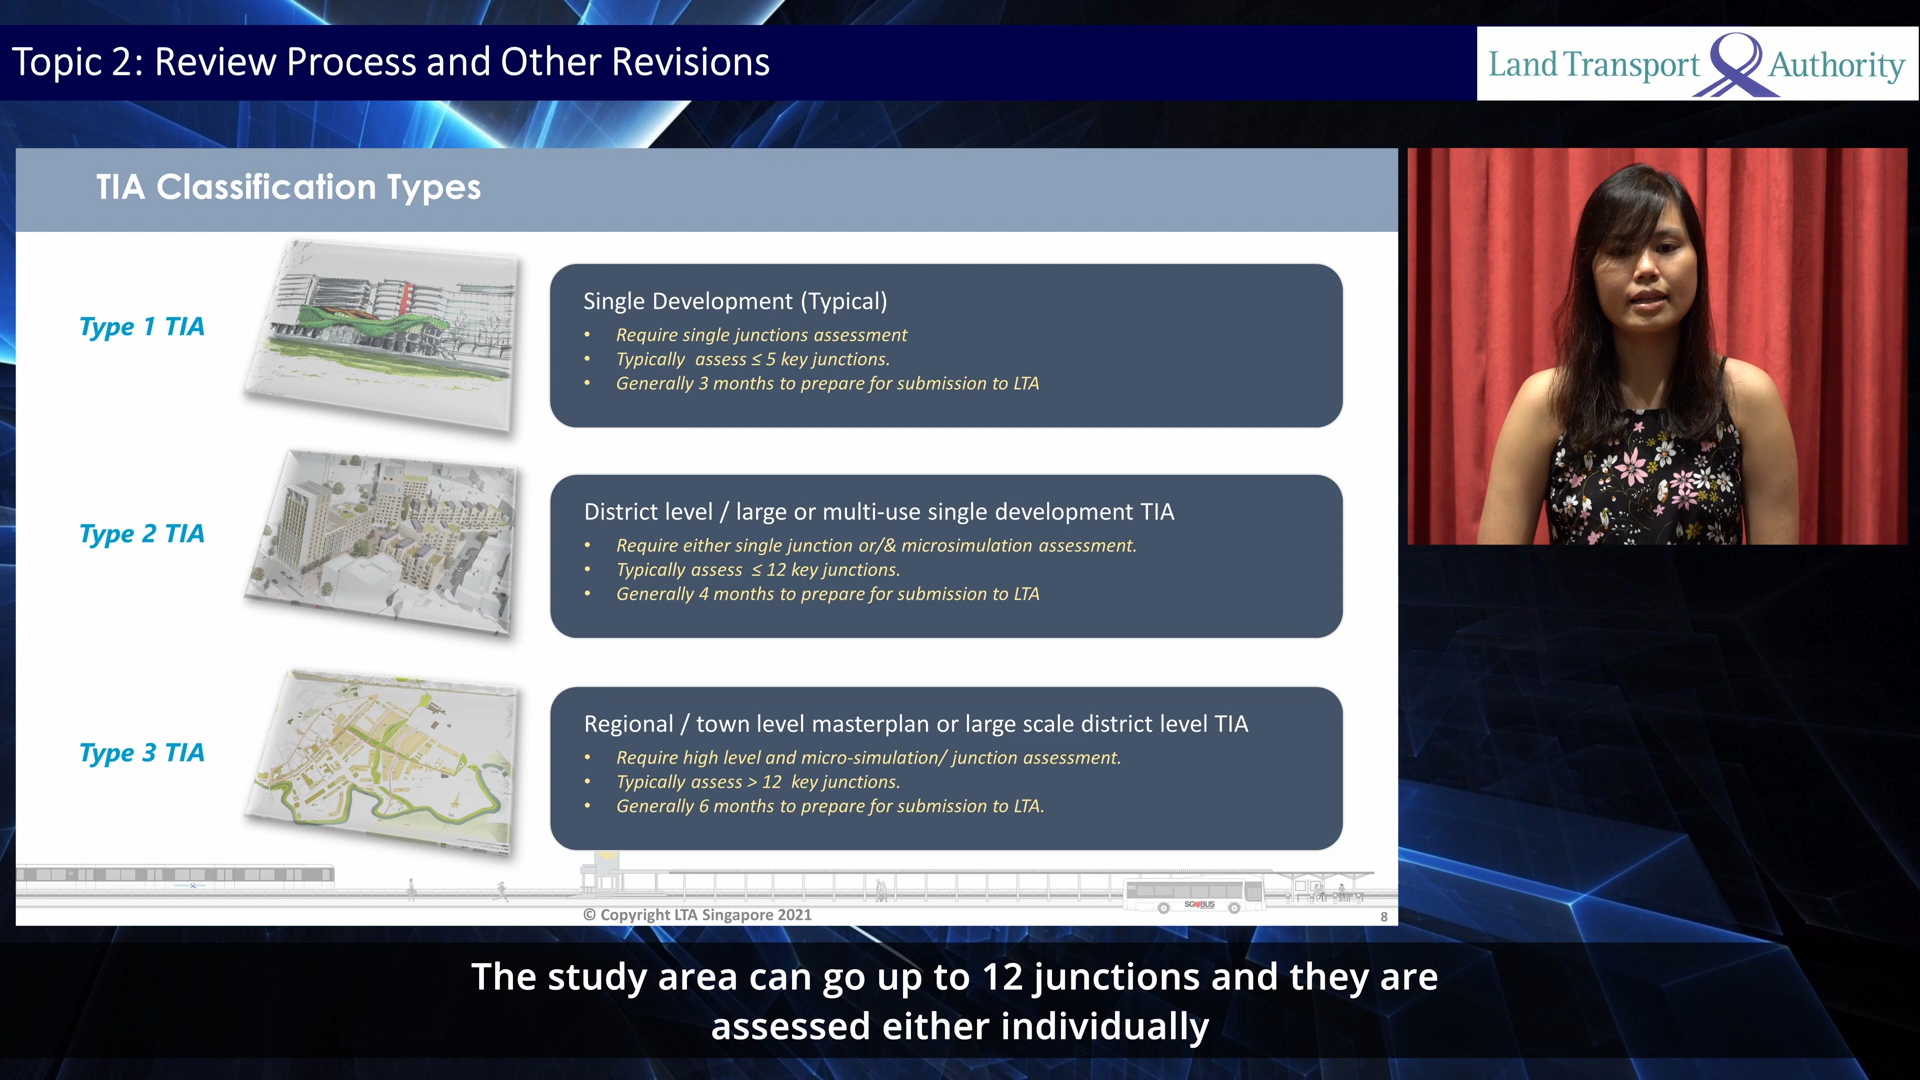 Topic 2: Review Process and Other Revisions
Land Transport Authority
TIA Classification Types
Type 1 TIA
Single Development (Typical)
• Require single junctions assessment
• Typically assess ≤ 5 key junctions.
• Generally 3 months to prepare for submission to LTA
Type 2 TIA
District level / large or multi-use single development TIA
• Require either single junction or/& microsimulation assessment.
• Typically assess ≤ 12 key junctions.
• Generally 4 months to prepare for submission to LTA
Type 3 TIA
Regional / town level masterplan or large scale district level TIA
• Require high level and micro-simulation/ junction assessment.
• Typically assess > 12 key junctions.
• Generally 6 months to prepare for submission to LTA.
SG♥BUS
© Copyright LTA Singapore 2021
8
The study area can go up to 12 junctions and they are
assessed either individually